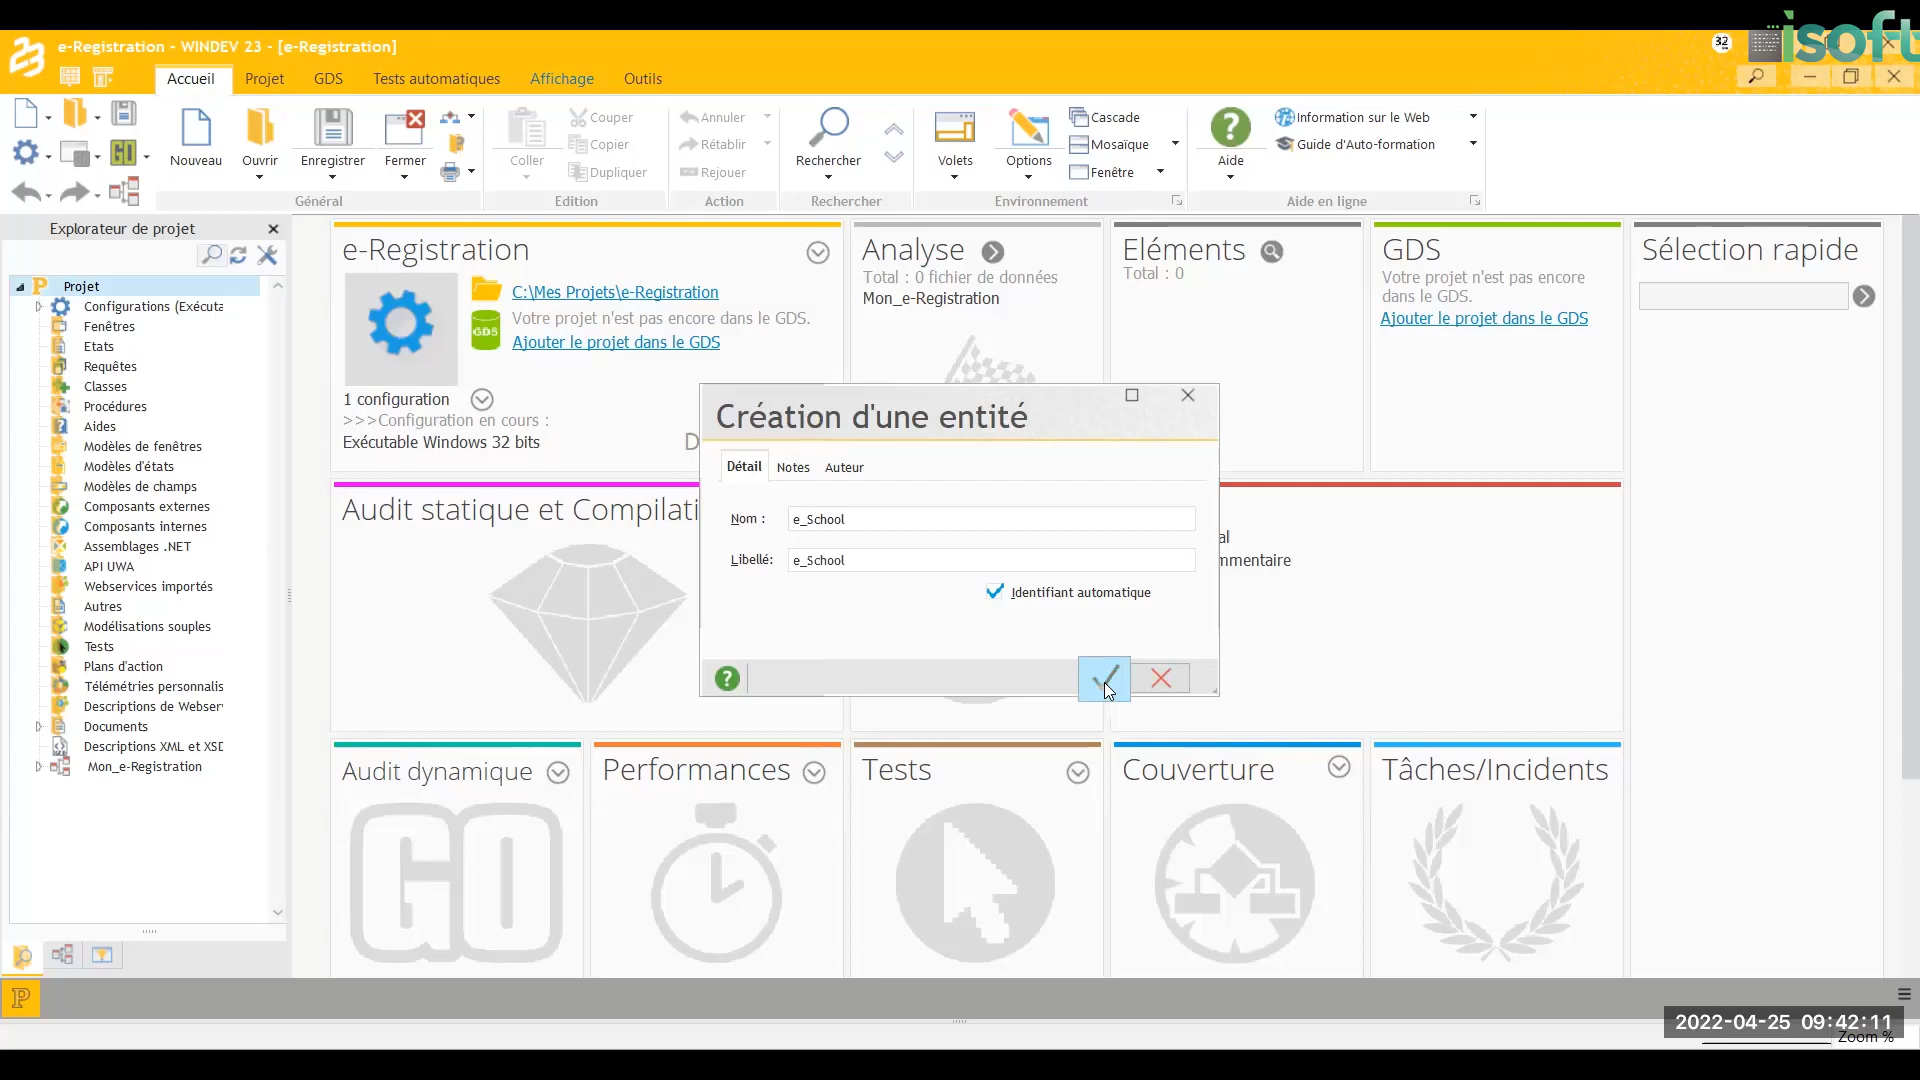 isoft
e-Registration - WINDEV 23 - [e-Registration]
32
Accueil
Projet
GDS
Tests automatiques
Affichage
Outils
Nouveau
Ouvrir
Enregistrer
Fermer
Coller
Couper
Copier
Dupliquer
Annuler
Rétablir
Rejouer
Rechercher
Volets
Options
Cascade
Mosaïque
Fenêtre
Aide
Information sur le Web
Guide d'Auto-formation
Général
Edition
Action
Rechercher
Environnement
Aide en ligne
Explorateur de projet
Projet
Configurations (Exécuta
Fenêtres
Etats
Requêtes
Classes
Procédures
Aides
Modèles de fenêtres
Modèles d'états
Modèles de champs
Composants externes
Composants internes
Assemblages .NET
API UWA
Webservices importés
Autres
Modélisations souples
Tests
Plans d'action
Télémétries personnalis
Descriptions de Webser
Documents
Descriptions XML et XSD
Mon_e-Registration
e-Registration
C:\Mes Projets\e-Registration
GDS
Votre projet n'est pas encore dans le GDS.
Ajouter le projet dans le GDS
1 configuration
>>>Configuration en cours :
Exécutable Windows 32 bits
D
Analyse
Total : 0 fichier de données
Mon_e-Registration
Eléments
Total : 0
GDS
Votre projet n'est pas encore
dans le GDS.
Ajouter le projet dans le GDS
Sélection rapide
Création d'une entité
Détail
Notes
Auteur
Nom :
e_School
Libellé:
e_School
Identifiant automatique
?
Audit statique et Compilati
al
mmentaire
Audit dynamique
GO
Performances
Tests
Couverture
Tâches/Incidents
2022-04-25 09:42:11
Zoom %